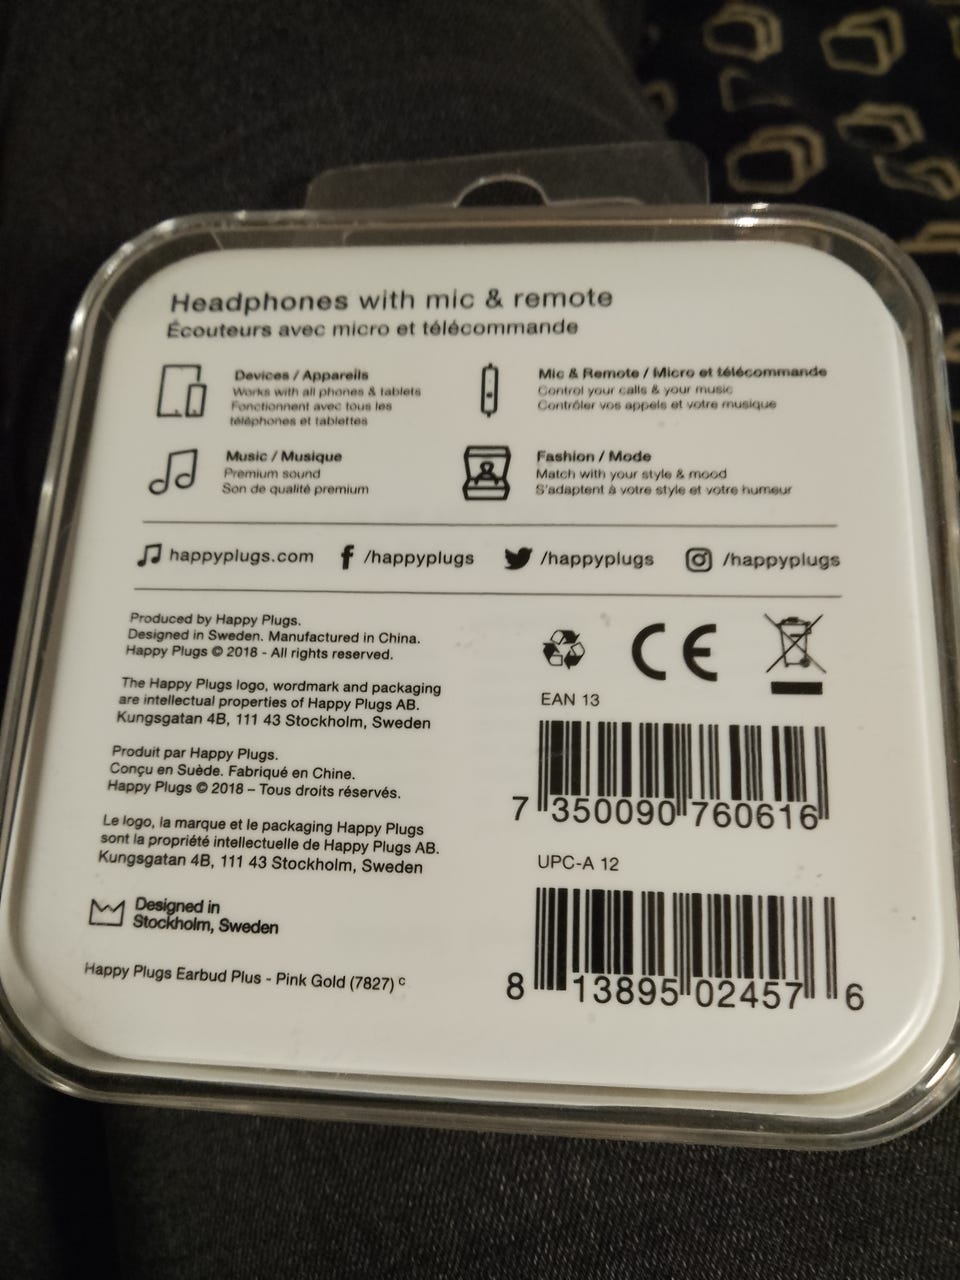 Headphones with mic & remote
Écouteurs avec micro et télécommande
Devices / Appareils
Works with all phones & tablets
Fonctionnent avec tous les
téléphones et tablettes
Mic & Remote / Micro et télécommande
Control your calls & your music
Contrôler vos appels et votre musique
Music / Musique
Premium sound
Son de qualité premium
Fashion / Mode
Match with your style & mood
S'adaptent à votre style et votre humeur
happyplugs.com /happyplugs /happyplugs /happyplugs
Produced by Happy Plugs.
Designed in Sweden. Manufactured in China.
Happy Plugs © 2018 - All rights reserved.
The Happy Plugs logo, wordmark and packaging
are intellectual properties of Happy Plugs AB.
Kungsgatan 4B, 111 43 Stockholm, Sweden
Produit par Happy Plugs.
Conçu en Suède. Fabriqué en Chine.
Happy Plugs © 2018 – Tous droits réservés.
Le logo, la marque et le packaging Happy Plugs
sont la propriété intellectuelle de Happy Plugs AB.
Kungsgatan 4B, 111 43 Stockholm, Sweden
Designed in
Stockholm, Sweden
Happy Plugs Earbud Plus - Pink Gold (7827) c
CE
EAN 13
7 350090 760616
UPC-A 12
8 13895 02457 6